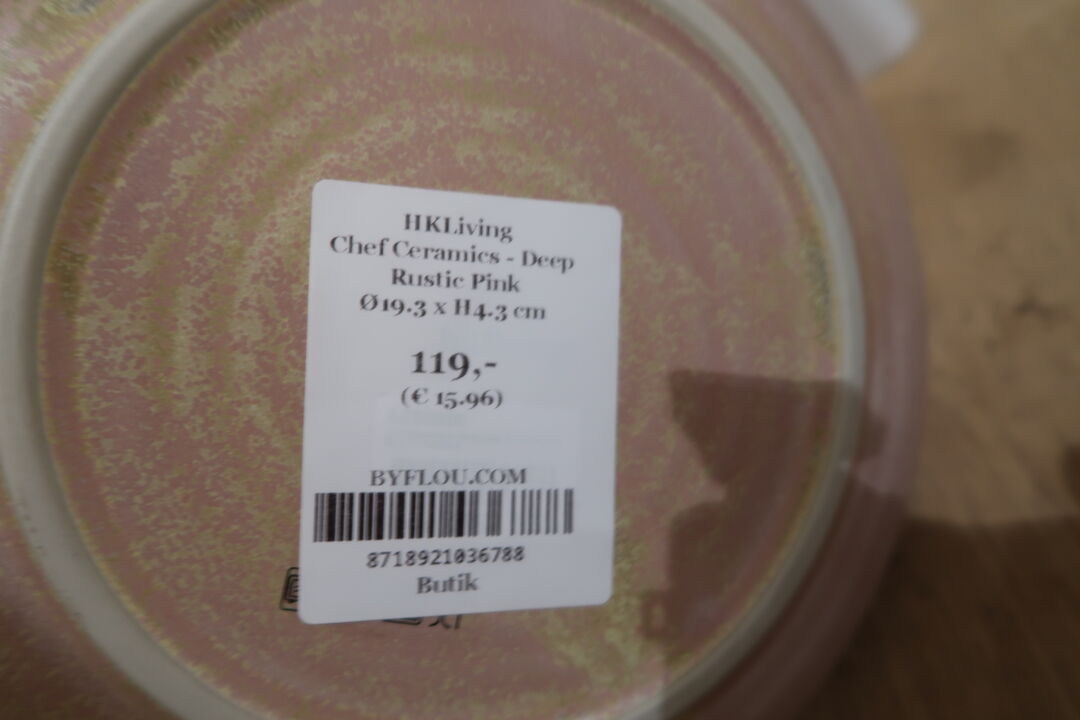 HKLiving
Chef Ceramics - Deep
Rustic Pink
Ø19.3 x H4.3 cm
119,-
(€ 15.96)
BYFLOU.COM
8718921036788
Butik